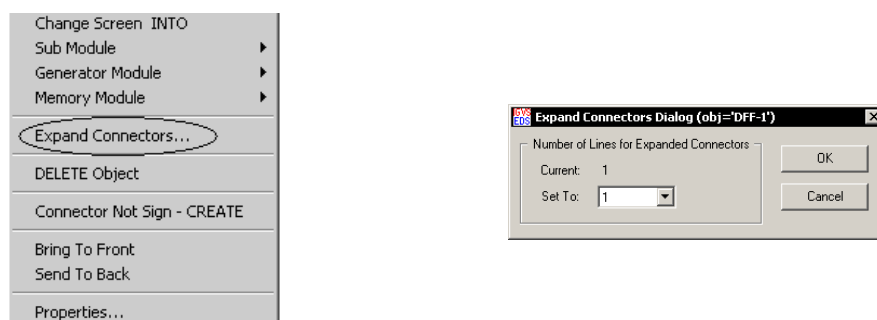 Change Screen INTO
Sub Module
Generator Module
Memory Module
Expand Connectors...
DELETE Object
Connector Not Sign - CREATE
Bring To Front
Send To Back
Properties...
GVS
EDS
Expand Connectors Dialog (obj='DFF-1')
Number of Lines for Expanded Connectors
Current: 1
Set To: 1
OK
Cancel